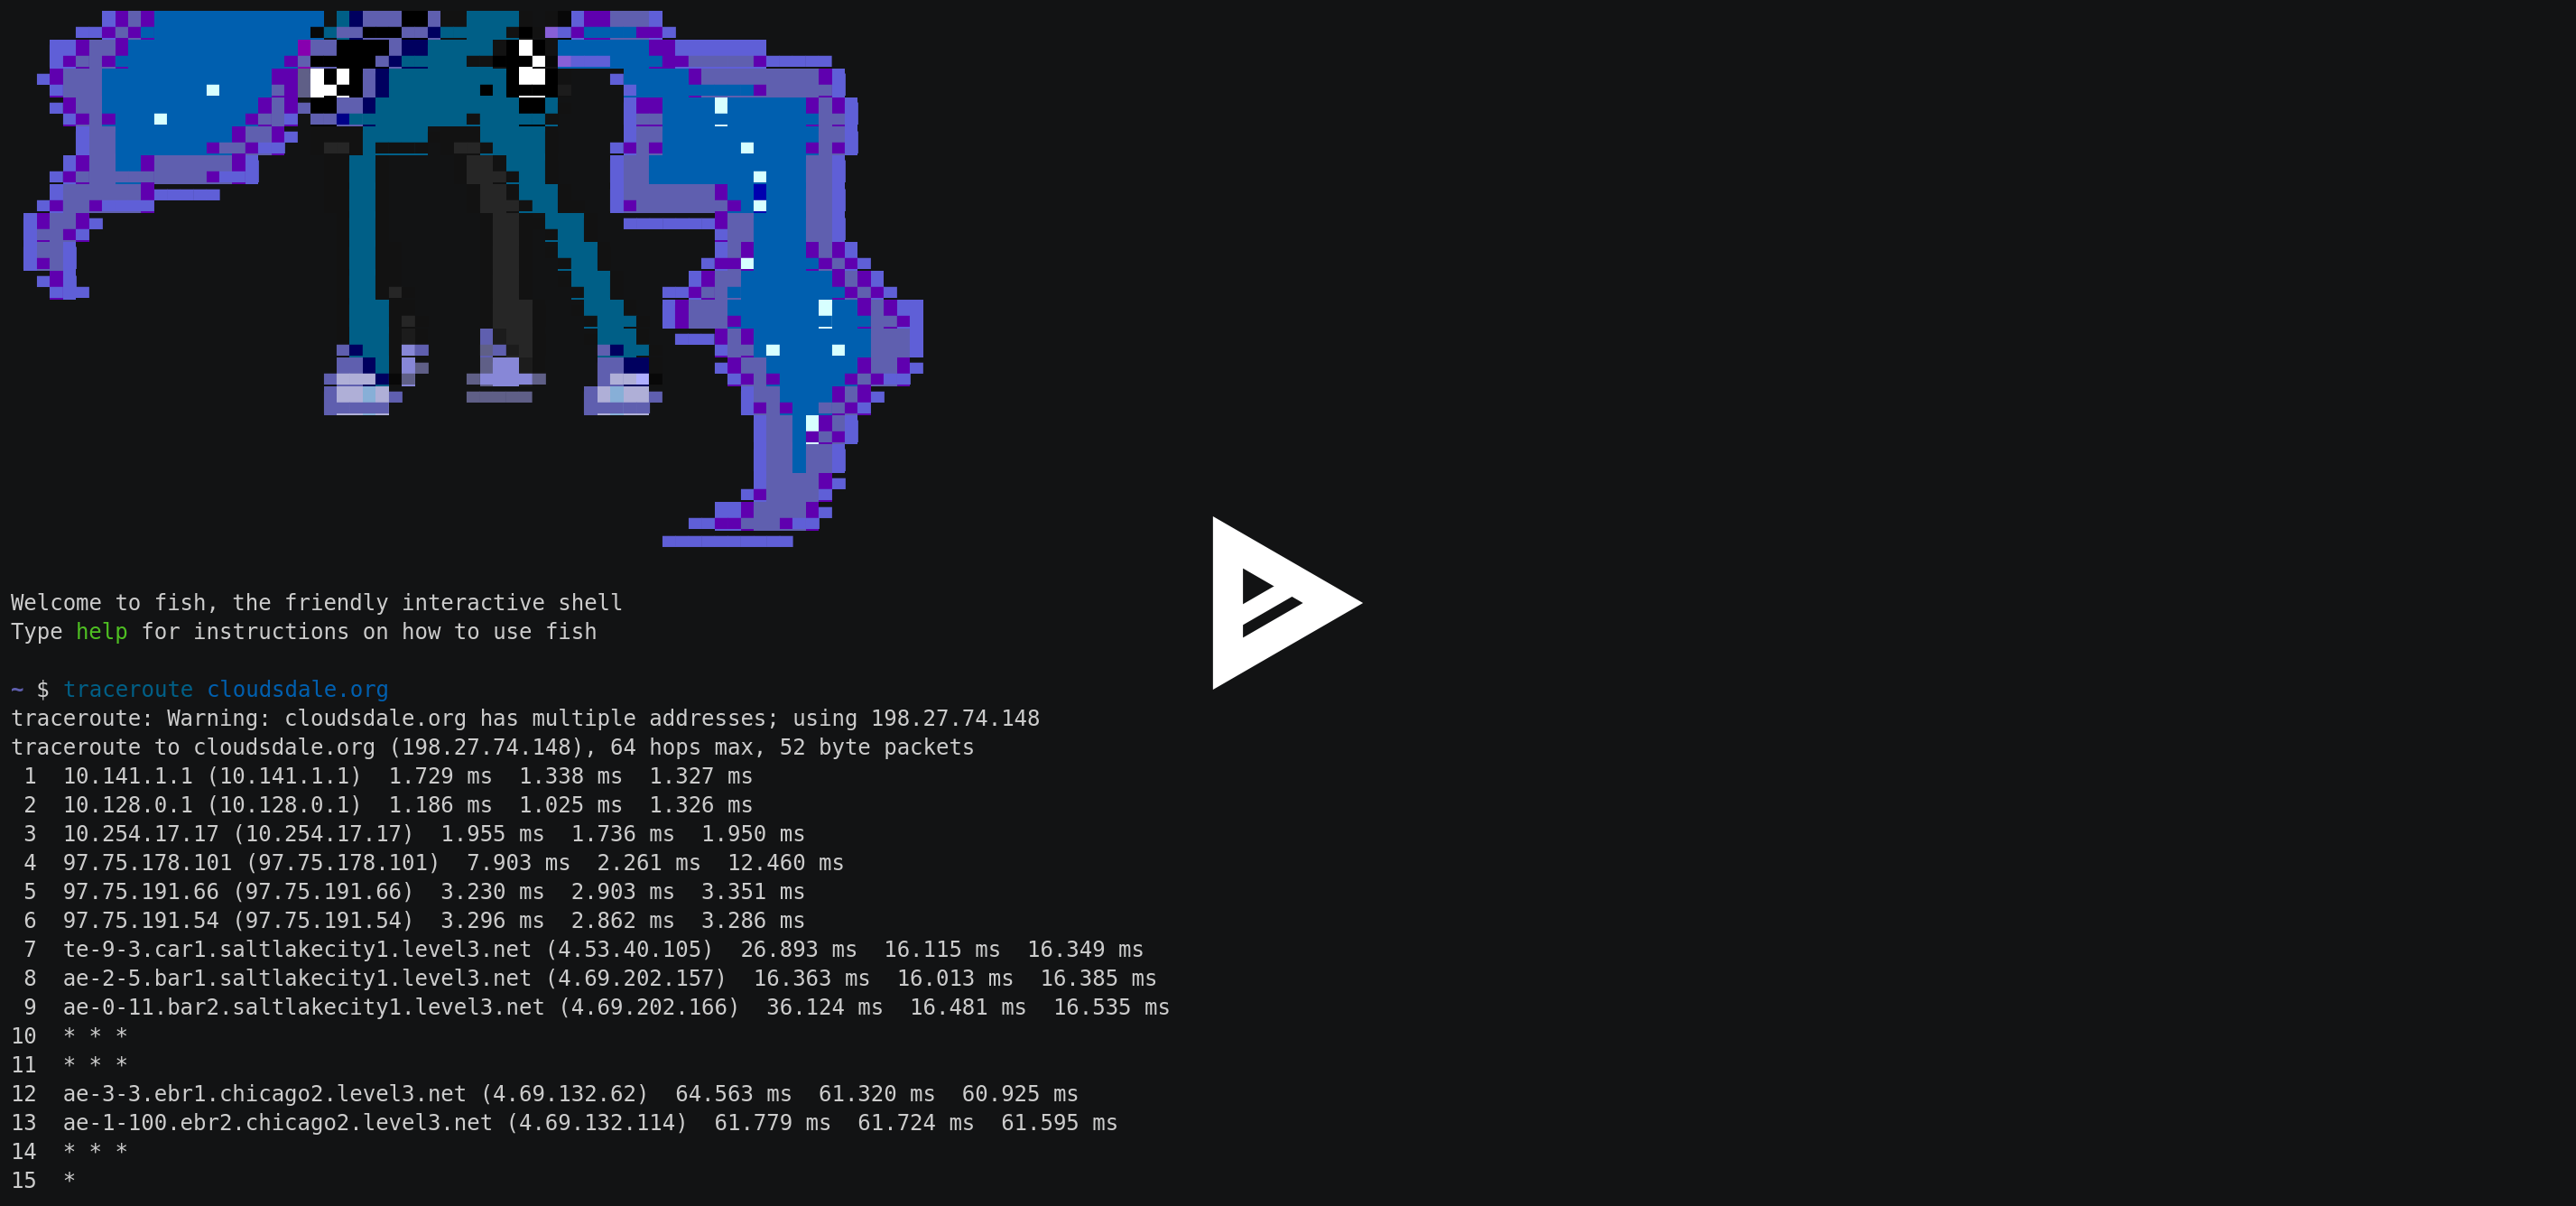 Welcome to fish, the friendly interactive shell
Type help for instructions on how to use fish
~ $ traceroute cloudsdale.org
traceroute: Warning: cloudsdale.org has multiple addresses; using 198.27.74.148
traceroute to cloudsdale.org (198.27.74.148), 64 hops max, 52 byte packets
 1  10.141.1.1 (10.141.1.1)  1.729 ms  1.338 ms  1.327 ms
 2  10.128.0.1 (10.128.0.1)  1.186 ms  1.025 ms  1.326 ms
 3  10.254.17.17 (10.254.17.17)  1.955 ms  1.736 ms  1.950 ms
 4  97.75.178.101 (97.75.178.101)  7.903 ms  2.261 ms  12.460 ms
 5  97.75.191.66 (97.75.191.66)  3.230 ms  2.903 ms  3.351 ms
 6  97.75.191.54 (97.75.191.54)  3.296 ms  2.862 ms  3.286 ms
 7  te-9-3.car1.saltlakecity1.level3.net (4.53.40.105)  26.893 ms  16.115 ms  16.349 ms
 8  ae-2-5.bar1.saltlakecity1.level3.net (4.69.202.157)  16.363 ms  16.013 ms  16.385 ms
 9  ae-0-11.bar2.saltlakecity1.level3.net (4.69.202.166)  36.124 ms  16.481 ms  16.535 ms
10  * * *
11  * * *
12  ae-3-3.ebr1.chicago2.level3.net (4.69.132.62)  64.563 ms  61.320 ms  60.925 ms
13  ae-1-100.ebr2.chicago2.level3.net (4.69.132.114)  61.779 ms  61.724 ms  61.595 ms
14  * * *
15  *